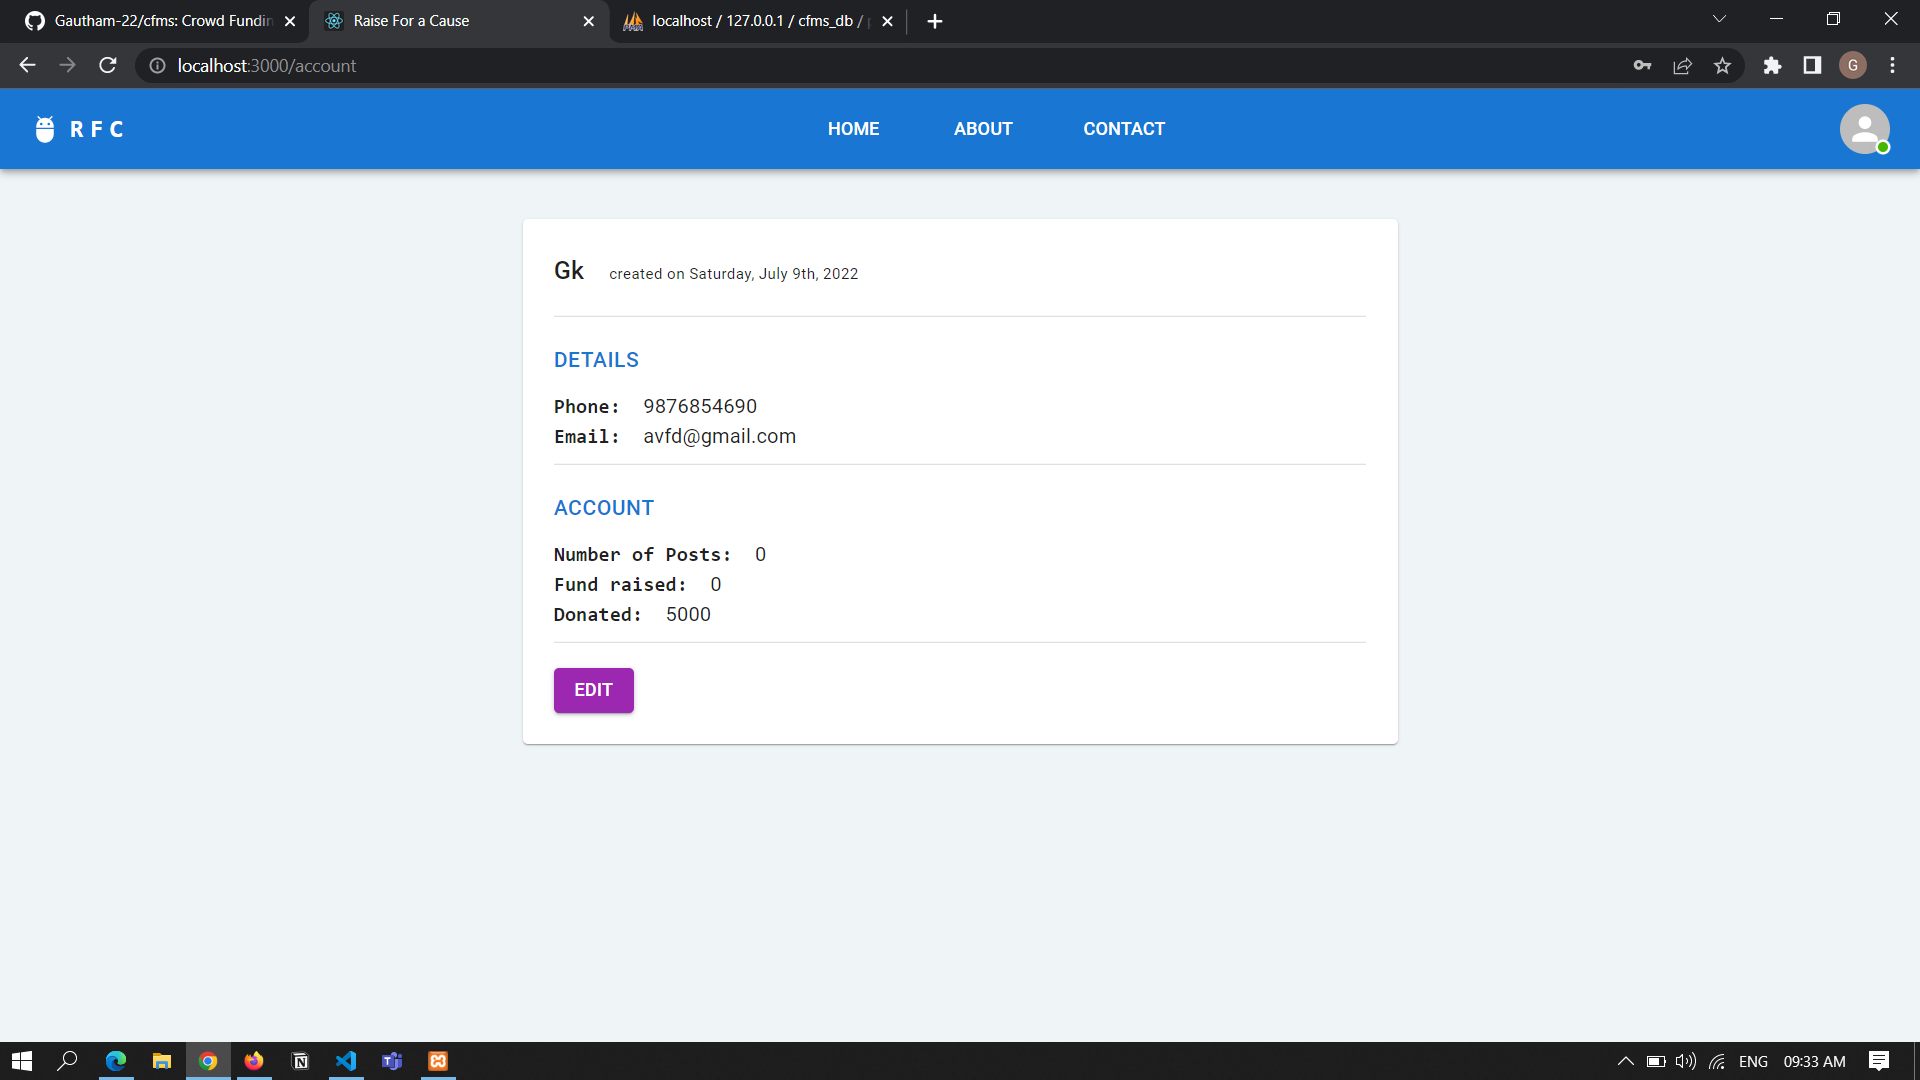 Gautham-22/cfms: Crowd Fundin
Raise For a Cause
localhost / 127.0.0.1 / cfms_db /
localhost:3000/account
G
R F C
HOME
ABOUT
CONTACT
Gk created on Saturday, July 9th, 2022
DETAILS
Phone: 9876854690
Email: avfd@gmail.com
ACCOUNT
Number of Posts: 0
Fund raised: 0
Donated: 5000
EDIT
ENG
09:33 AM